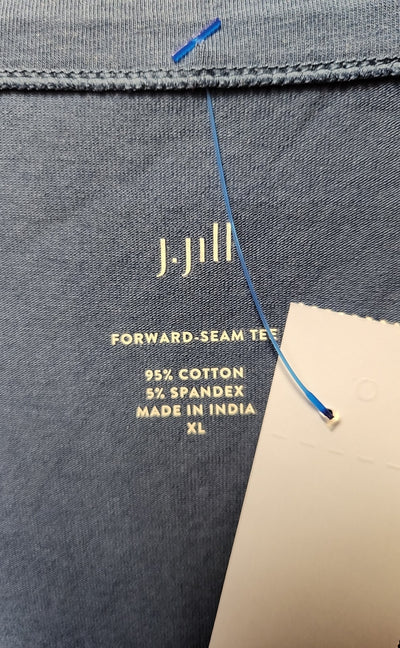 J.Jill
FORWARD-SEAM TEE
95% COTTON
5% SPANDEX
MADE IN INDIA
XL